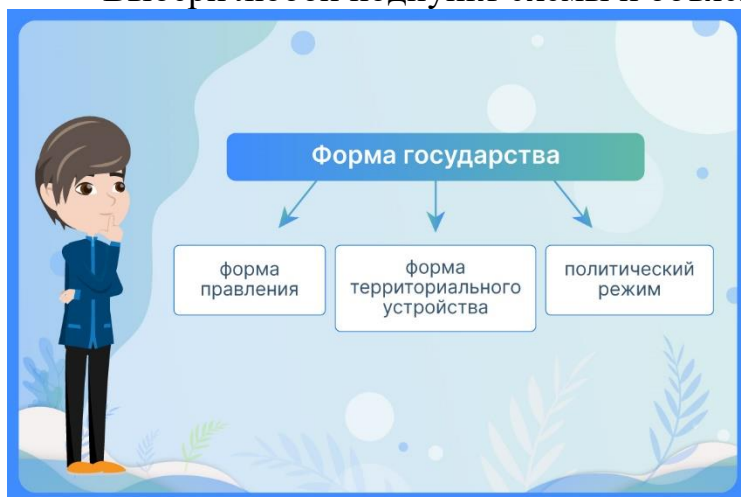 Форма государства
форма
правления
форма
территориального
устройства
политический
режим